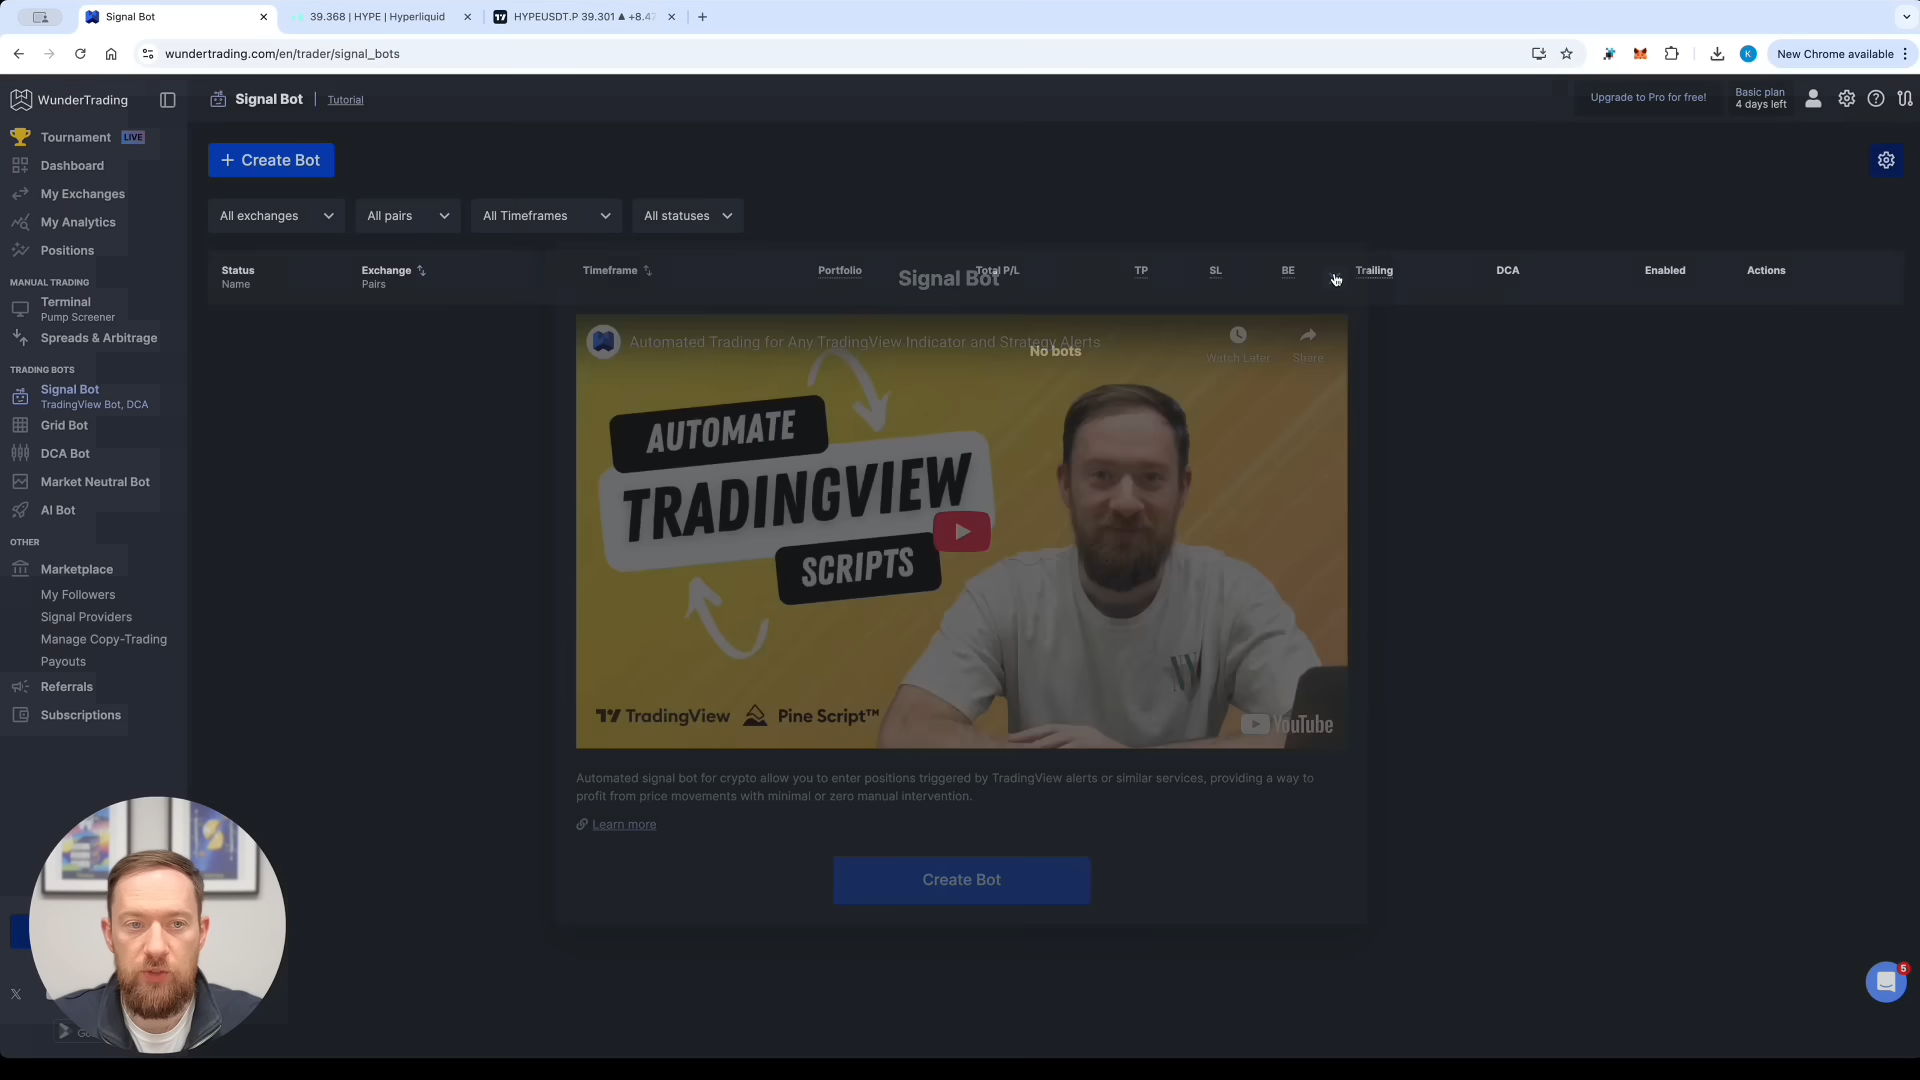 Signal Bot
39.368 | HYPE | Hyperliquid
HYPEUSDT.P 39.301 ▲ +8.47
wundertrading.com/en/trader/signal_bots
K
New Chrome available
WunderTrading
Signal Bot
Tutorial
Upgrade to Pro for free!
Basic plan
4 days left
Tournament LIVE
Dashboard
My Exchanges
My Analytics
Positions
MANUAL TRADING
Terminal
Pump Screener
Spreads & Arbitrage
TRADING BOTS
Signal Bot
TradingView Bot, DCA
Grid Bot
DCA Bot
Market Neutral Bot
AI Bot
OTHER
Marketplace
My Followers
Signal Providers
Manage Copy-Trading
Payouts
Referrals
Subscriptions
+ Create Bot
All exchanges
All pairs
All Timeframes
All statuses
Status
Name
Exchange
Pairs
Timeframe
Portfolio
Total P/L
TP
SL
BE
Trailing
DCA
Enabled
Actions
Signal Bot
No bots
Automated Trading for Any TradingView Indicator and Strategy Alerts
Watch Later
Share
AUTOMATE
TRADINGVIEW
SCRIPTS
TradingView
Pine Script™
YouTube
Automated signal bot for crypto allow you to enter positions triggered by TradingView alerts or similar services, providing a way to
profit from price movements with minimal or zero manual intervention.
Learn more
Create Bot
5